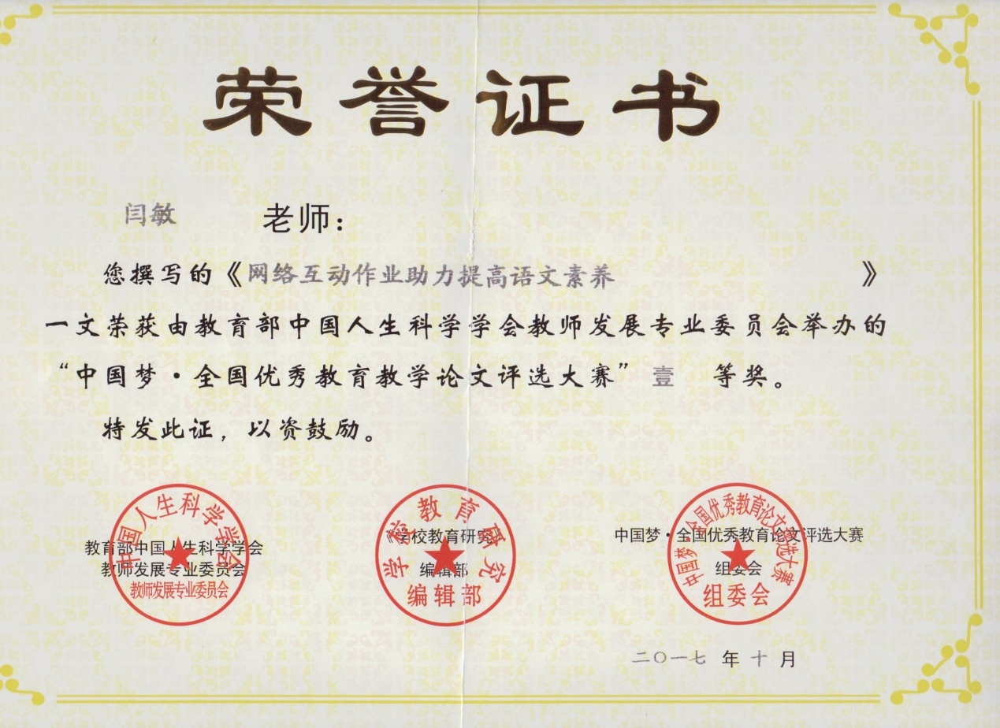 荣誉证书
闫敏 老师：
您撰写的《网络互动作业助力提高语文素养》
一文荣获由教育部中国人生科学学会教师发展专业委员会举办的
“中国梦·全国优秀教育教学论文评选大赛” 壹 等奖。
特发此证，以资鼓励。
中国人生科学学会
教育部中国人生科学学会
教师发展专业委员会
教师发展专业委员会
学校教育研究
《学校教育研究》
编辑部
编辑部
中国梦·全国优秀教育论文评选大赛
中国梦·全国优秀教育论文评选大赛
组委会
组委会
二〇一七 年 十 月